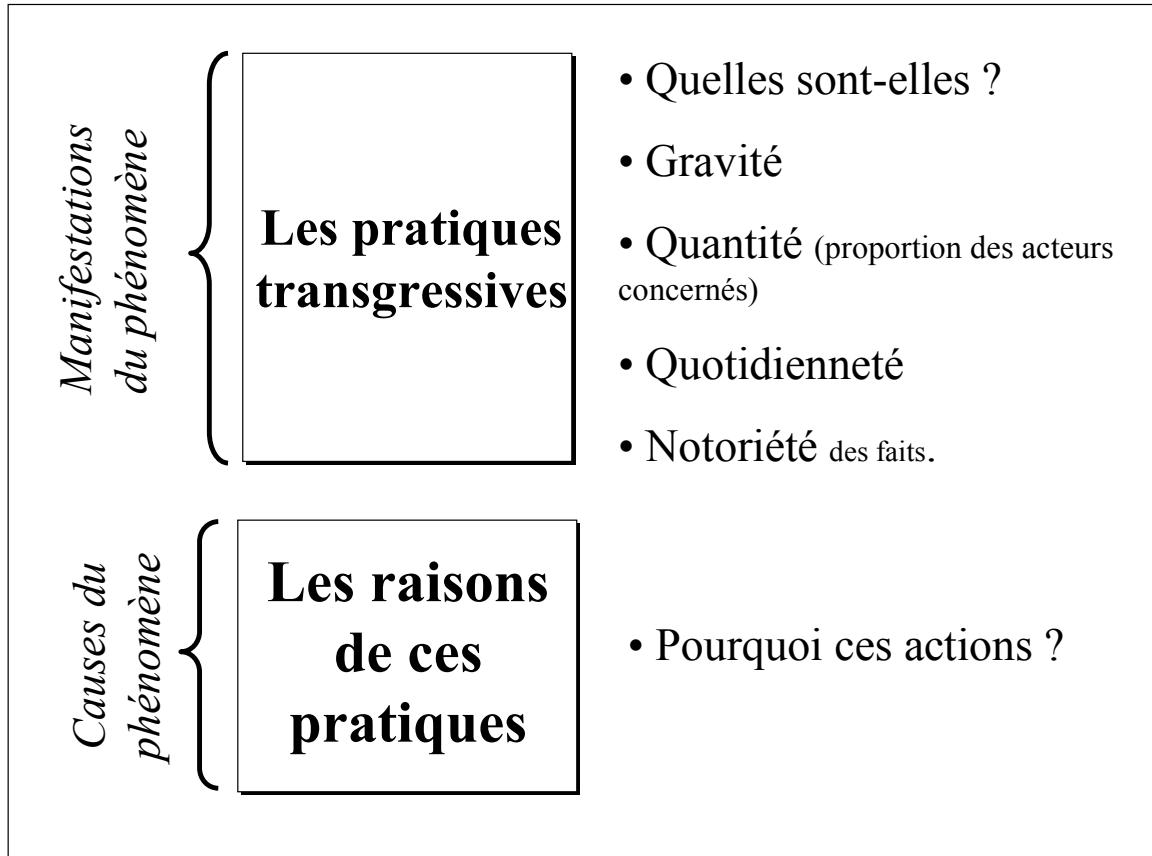 Manifestations
du phénomène
Les pratiques
transgressives
• Quelles sont-elles ?
• Gravité
• Quantité (proportion des acteurs
concernés)
• Quotidienneté
• Notoriété des faits.
Causes du
phénomène
Les raisons
de ces
pratiques
• Pourquoi ces actions ?